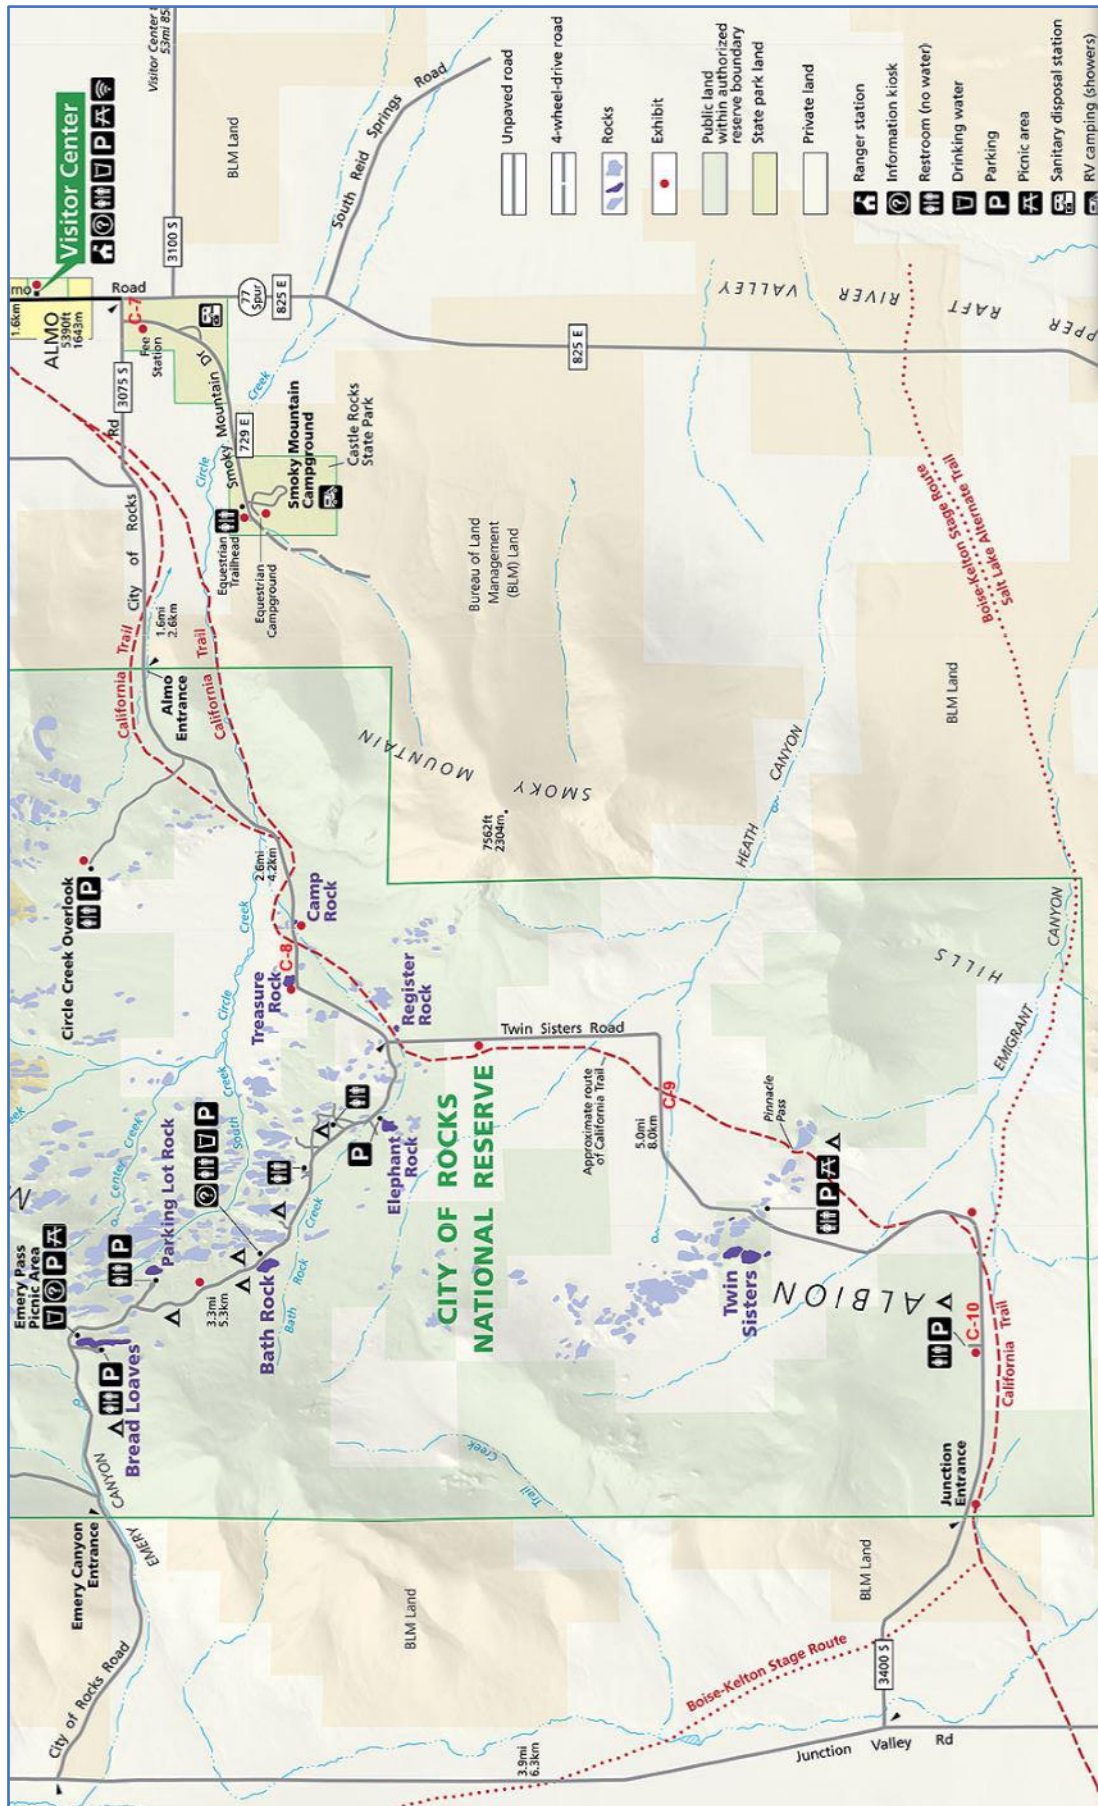 Visitor Center
53mi 85
Visitor Center
3100 S
BLM Land
South Reid Springs Road
1.6km
ALMO
5390ft
1643m
Road
C-7
Fee
Station
3075 S
77
Spur
825 E
825 E
City of Rocks Rd
Smoky Mountain Dr
729 E
Circle Creek
Smoky Mountain
Campground
Castle Rocks
State Park
Equestrian
Trailhead
Equestrian
Campground
1.6mi
2.6km
California Trail
California Trail
Almo
Entrance
Bureau of Land
Management
(BLM) Land
UPPER RAFT RIVER VALLEY
Boise-Kelton Stage Route
Salt Lake Alternate Trail
BLM Land
Unpaved road
4-wheel-drive road
Rocks
Exhibit
Public land
within authorized
reserve boundary
State park land
Private land
Ranger station
Information kiosk
Restroom (no water)
Drinking water
P
Parking
Picnic area
Sanitary disposal station
RV camping (showers)
Circle Creek Overlook
P
2.6mi
4.2km
Circle Creek
Camp
Rock
C-8
Treasure
Rock
Register
Rock
SMOKY MOUNTAIN
7562ft
2304m
HEATH CANYON
EMIGRANT CANYON
Twin Sisters Road
C-9
Approximate route
of California Trail
5.0mi
8.0km
Pinnacle
Pass
P
Center Creek
South Creek
Parking Lot Rock
P
P
Elephant
Rock
P
Bath Rock
Bath Rock Creek
3.3mi
5.3km
Emery Pass
Picnic Area
P
Bread Loaves
P
CITY OF ROCKS
NATIONAL RESERVE
Twin
Sisters
ALBION HILLS
C-10
P
California Trail
Junction
Entrance
Trail Creek
EMERY CANYON
Emery Canyon
Entrance
City of Rocks Road
BLM Land
BLM Land
Boise-Kelton Stage Route
3400 S
Junction Valley Rd
3.9mi
6.3km